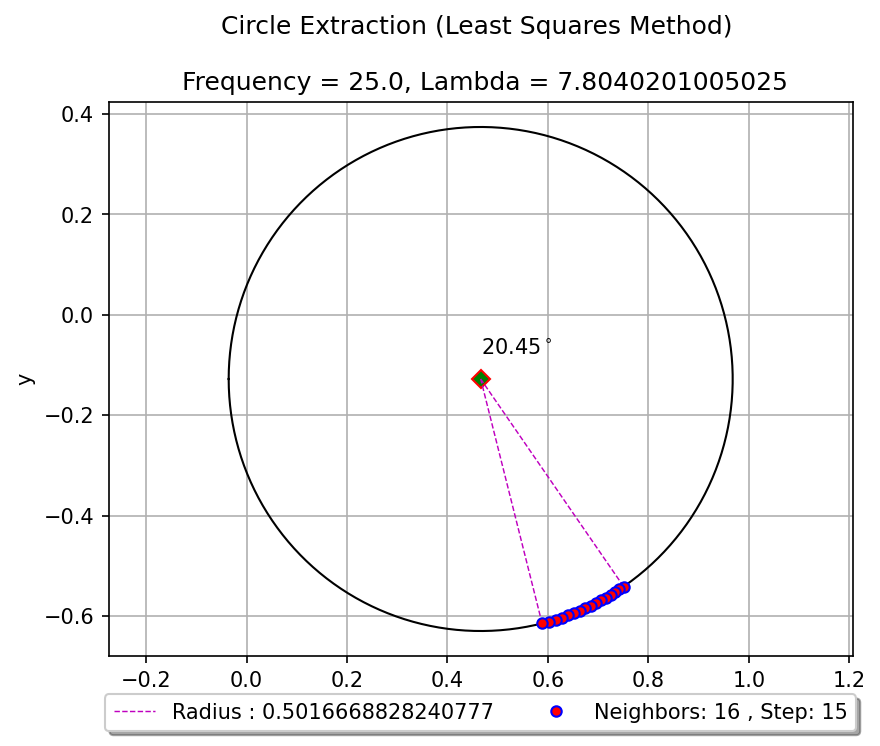 Circle Extraction (Least Squares Method)
Frequency = 25.0, Lambda = 7.8040201005025
0.4
0.2
0.0
−0.2
−0.4
−0.6
y
20.45°
−0.2 0.0 0.2 0.4 0.6 0.8 1.0 1.2
Radius : 0.5016668828240777 Neighbors: 16 , Step: 15